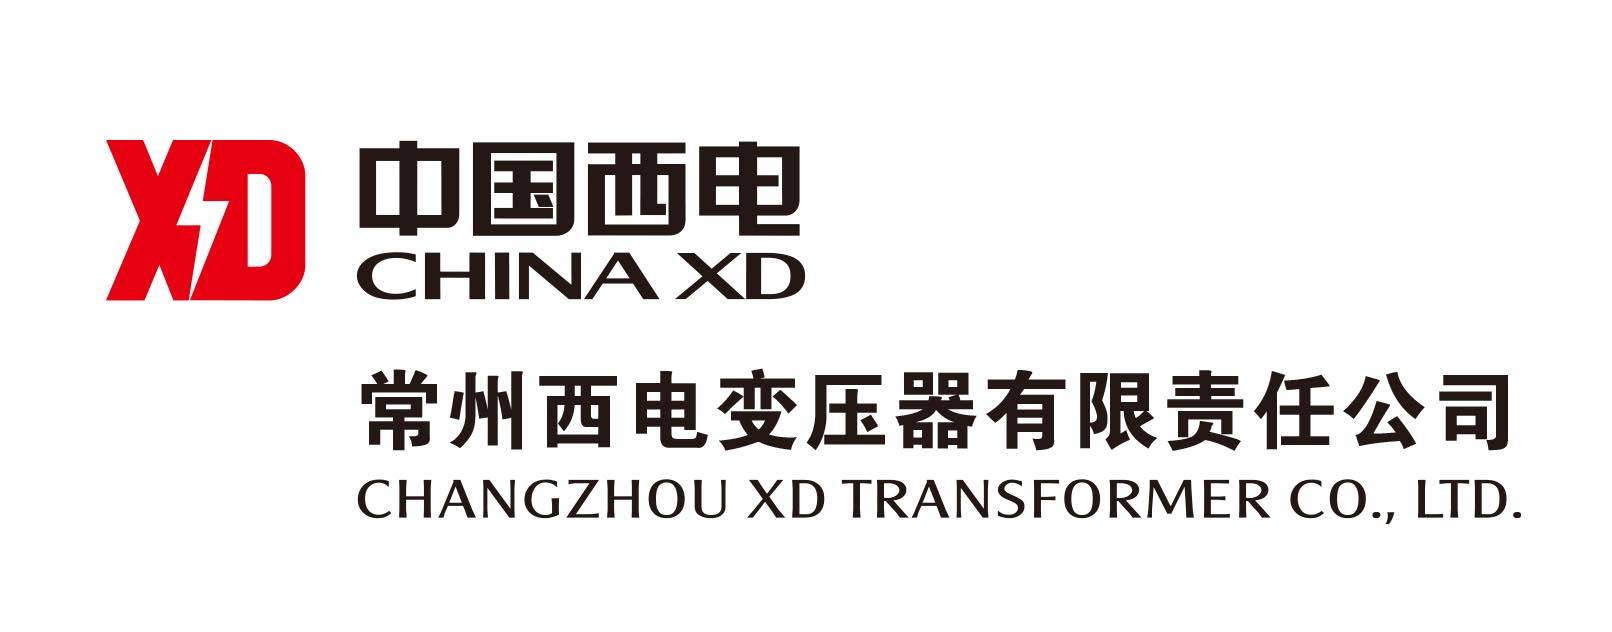 XD
中国西电
CHINA XD
常州西电变压器有限责任公司
CHANGZHOU XD TRANSFORMER CO., LTD.